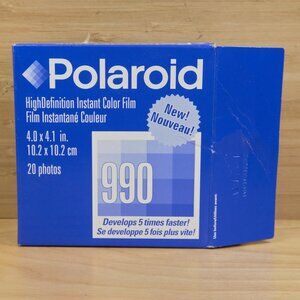 Polaroid
HighDefinition Instant Color Film
Film Instantané Couleur
4.0 x 4.1 in.
10.2 x 10.2 cm
20 photos
New!
Nouveau!
990
Develops 5 times faster!
Se developpe 5 fois plus vite!